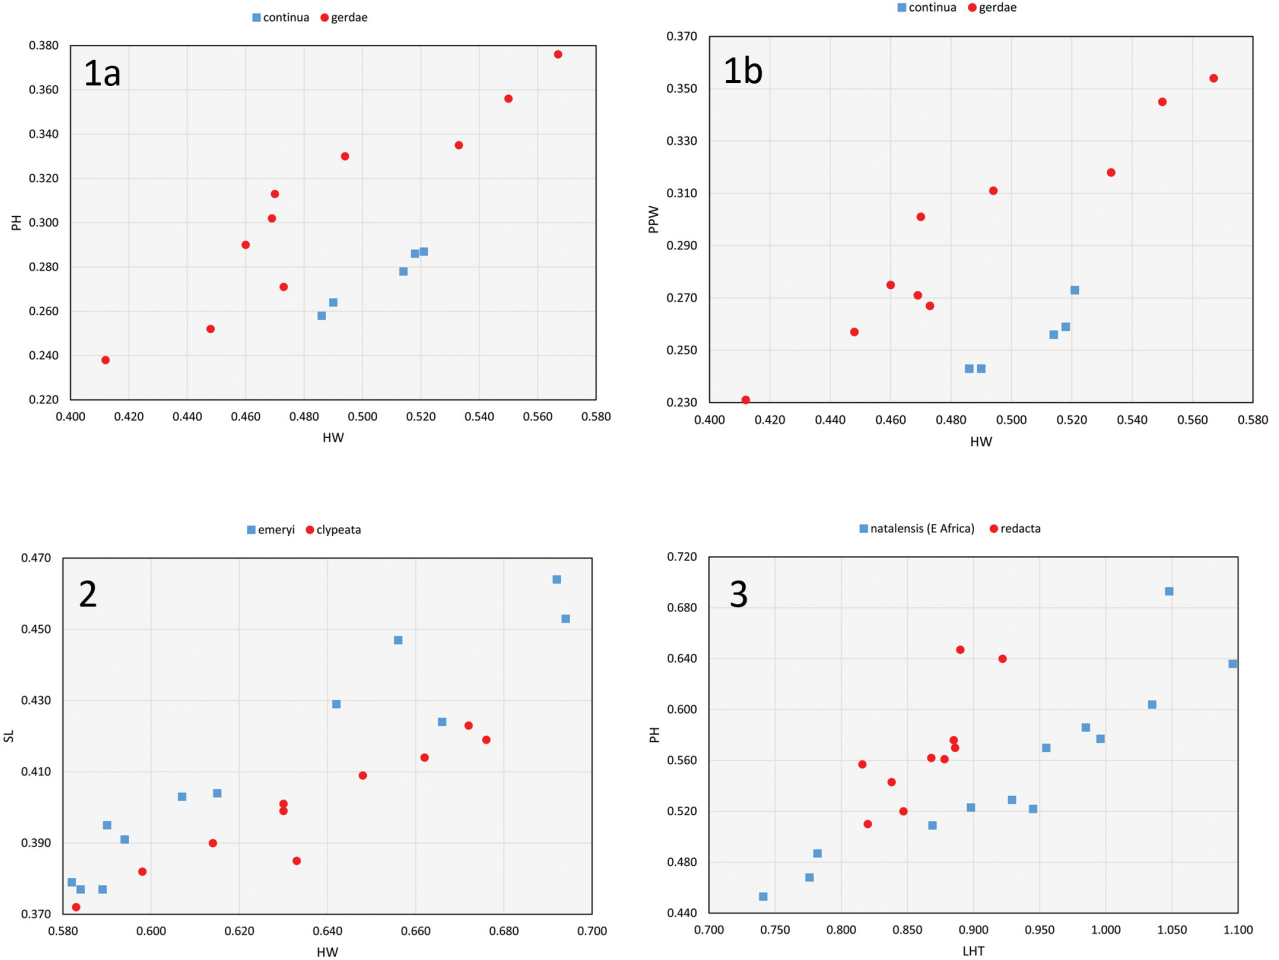 continua gerdae
1a
0.380
0.360
0.340
0.320
0.300
0.280
0.260
0.240
0.220
PH
0.400 0.420 0.440 0.460 0.480 0.500 0.520 0.540 0.560 0.580
HW
continua gerdae
1b
0.370
0.350
0.330
0.310
0.290
0.270
0.250
0.230
PPW
0.400 0.420 0.440 0.460 0.480 0.500 0.520 0.540 0.560 0.580
HW
emeryi clypeata
2
0.470
0.450
0.430
0.410
0.390
0.370
SL
0.580 0.600 0.620 0.640 0.660 0.680 0.700
HW
natalensis (E Africa) redacta
3
0.720
0.680
0.640
0.600
0.560
0.520
0.480
0.440
PH
0.700 0.750 0.800 0.850 0.900 0.950 1.000 1.050 1.100
LHT